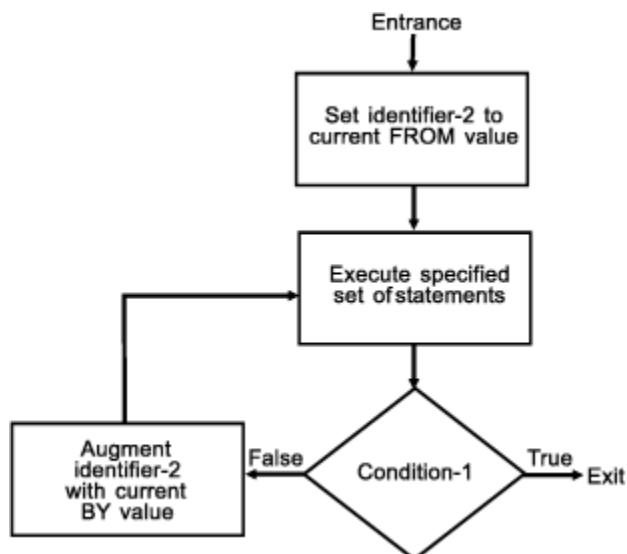 Entrance
Set identifier-2 to
current FROM value
Execute specified
set of statements
Condition-1
True
Exit
False
Augment
identifier-2
with current
BY value